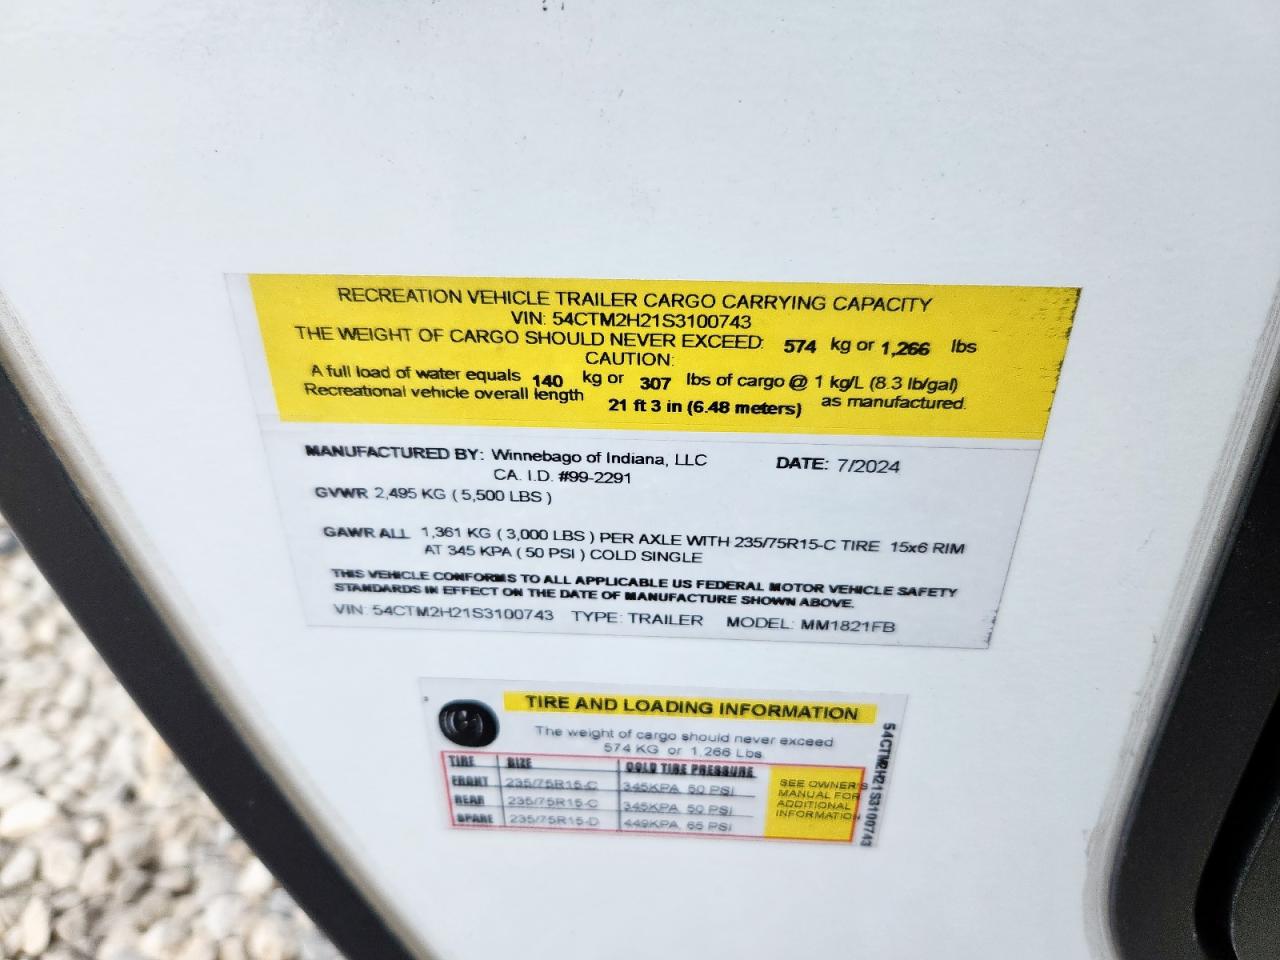 RECREATION VEHICLE TRAILER CARGO CARRYING CAPACITY
VIN: 54CTM2H21S3100743
THE WEIGHT OF CARGO SHOULD NEVER EXCEED: 574 kg or 1,266 lbs
CAUTION:
A full load of water equals 140 kg or 307 lbs of cargo @ 1 kg/L (8.3 lb/gal)
Recreational vehicle overall length 21 ft 3 in (6.48 meters) as manufactured.
MANUFACTURED BY: Winnebago of Indiana, LLC DATE: 7/2024
CA. I.D. #99-2291
GVWR 2,495 KG ( 5,500 LBS )
GAWR ALL 1,361 KG ( 3,000 LBS ) PER AXLE WITH 235/75R15-C TIRE 15x6 RIM
AT 345 KPA ( 50 PSI ) COLD SINGLE
THIS VEHICLE CONFORMS TO ALL APPLICABLE US FEDERAL MOTOR VEHICLE SAFETY
STANDARDS IN EFFECT ON THE DATE OF MANUFACTURE SHOWN ABOVE.
VIN: 54CTM2H21S3100743 TYPE: TRAILER MODEL: MM1821FB
TIRE AND LOADING INFORMATION
The weight of cargo should never exceed
574 KG or 1,266 Lbs.
TIRE SIZE COLD TIRE PRESSURE
FRONT 235/75R15-C 345KPA, 50 PSI
REAR 235/75R15-C 345KPA, 50 PSI
SPARE 235/75R15-D 449KPA, 65 PSI
SEE OWNER'S
MANUAL FOR
ADDITIONAL
INFORMATION
54CTM2H21S3100743